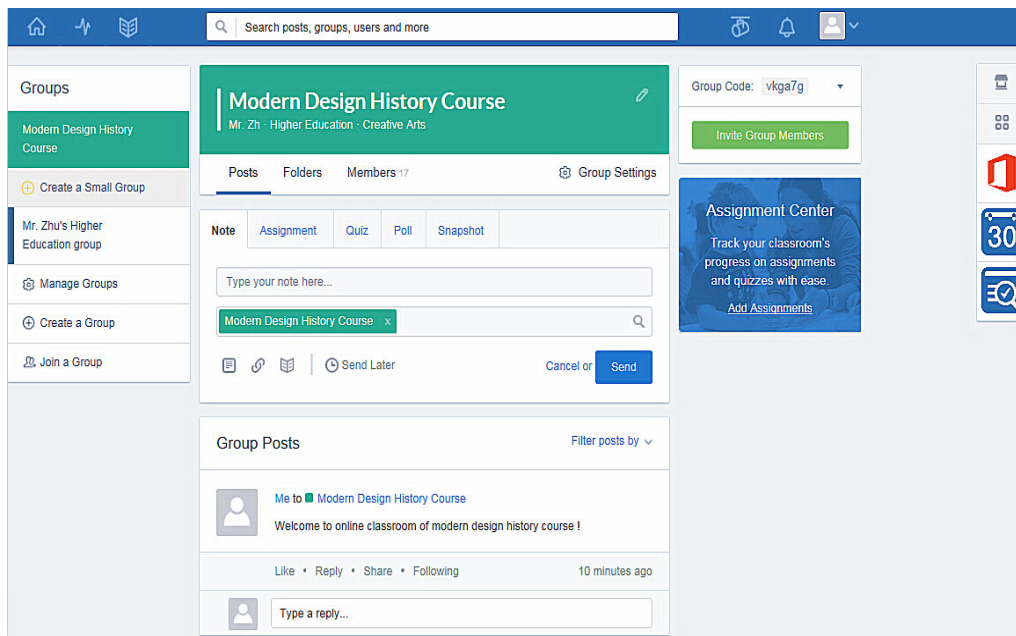 Search posts, groups, users and more
Groups
Modern Design History
Course
Create a Small Group
Mr. Zhu's Higher
Education group
Manage Groups
Create a Group
Join a Group
Modern Design History Course
Mr. Zh · Higher Education · Creative Arts
Posts Folders Members 17 Group Settings
Note Assignment Quiz Poll Snapshot
Type your note here...
Modern Design History Course x
Send Later Cancel or Send
Group Posts Filter posts by
Me to Modern Design History Course
Welcome to online classroom of modern design history course !
Like • Reply • Share • Following 10 minutes ago
Type a reply...
Group Code: vkga7g
Invite Group Members
Assignment Center
Track your classroom's
progress on assignments
and quizzes with ease.
Add Assignments
30